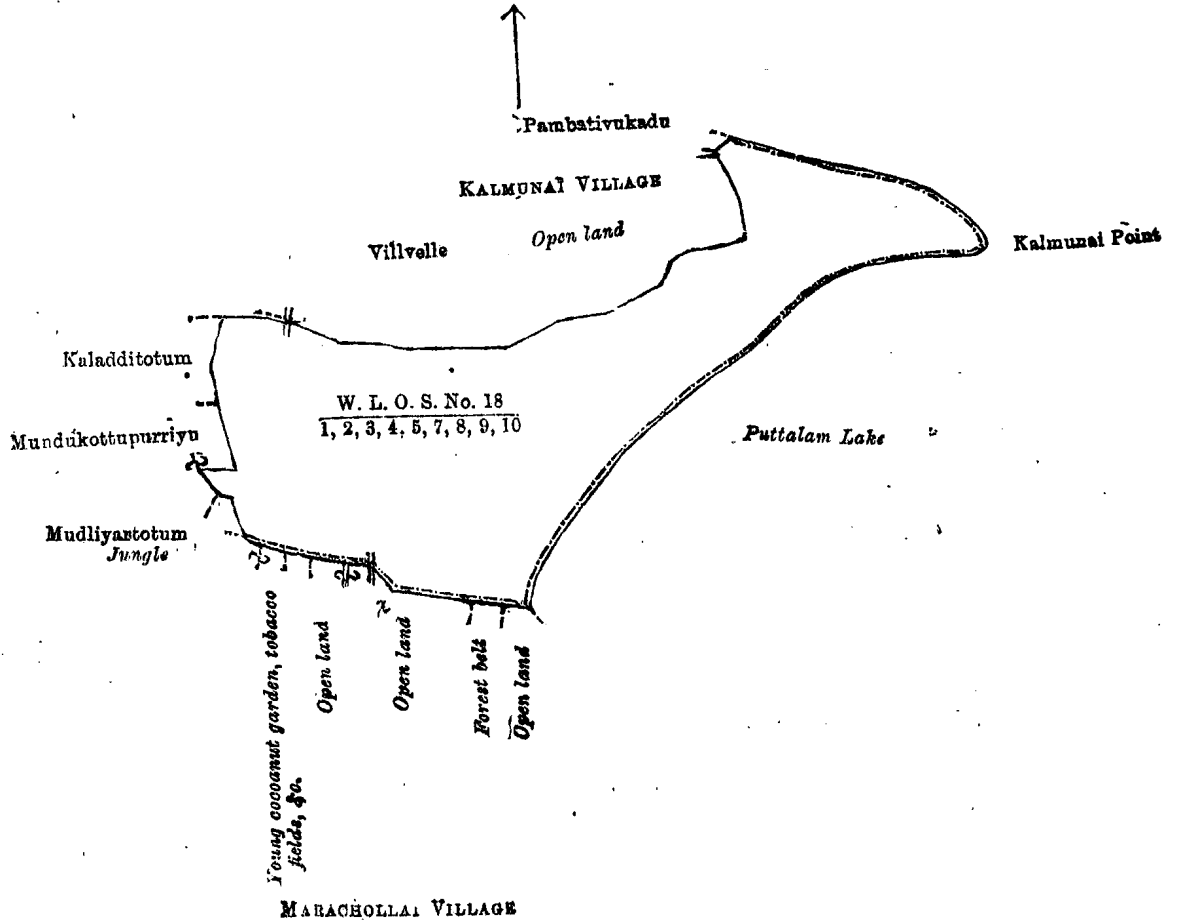 Pambativukadu
KALMUNAI VILLAGE
Open land
Villvelle
Kalmunai Point
Kaladditotum
W. L. O. S. No. 18
1, 2, 3, 4, 5, 7, 8, 9, 10
Mundukottupurriyu
Puttalam Lake
Mudliyartotum
Jungle
Young cocoanut garden, tobacco
fields, &c.
Open land
Open land
Forest belt
Open land
MARACHOLLAI VILLAGE